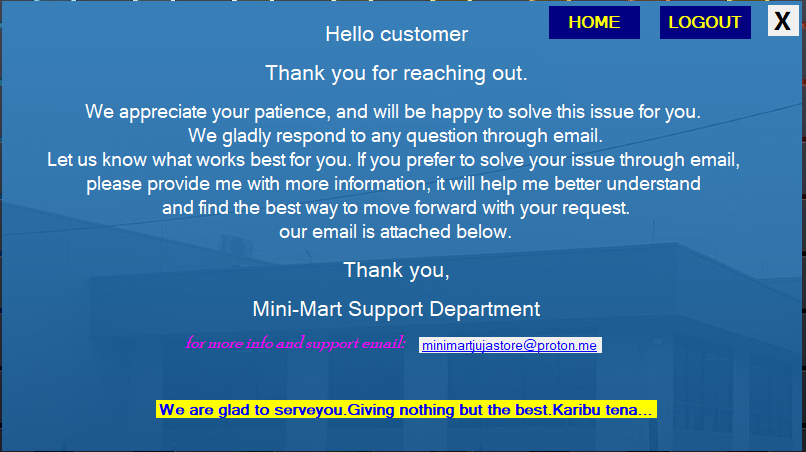 HOME
LOGOUT
X
Hello customer
Thank you for reaching out.
We appreciate your patience, and will be happy to solve this issue for you.
We gladly respond to any question through email.
Let us know what works best for you. If you prefer to solve your issue through email,
please provide me with more information, it will help me better understand
and find the best way to move forward with your request.
our email is attached below.
Thank you,
Mini-Mart Support Department
for more info and support email: minimartjujastore@proton.me
We are glad to serveyou.Giving nothing but the best.Karibu tena...